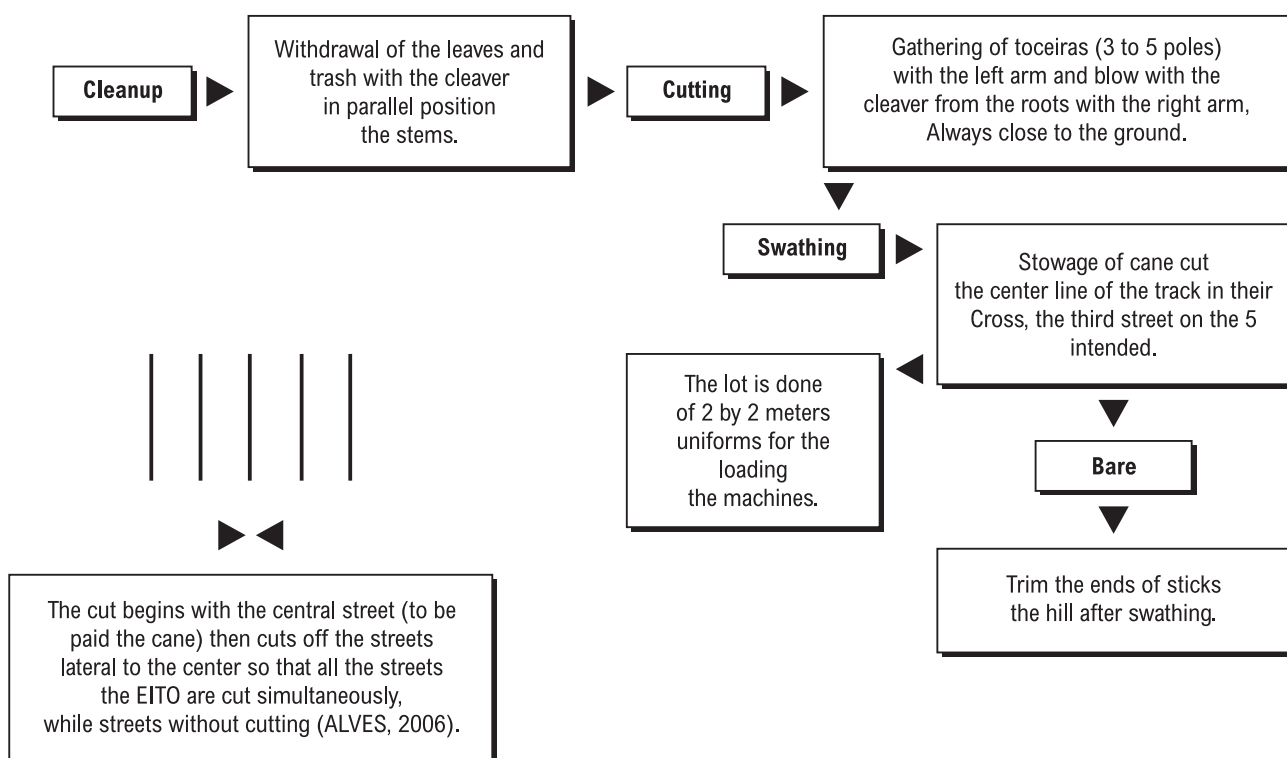 Cleanup
Withdrawal of the leaves and
trash with the cleaver
in parallel position
the stems.
Cutting
Gathering of toceiras (3 to 5 poles)
with the left arm and blow with the
cleaver from the roots with the right arm,
Always close to the ground.
Swathing
Stowage of cane cut
the center line of the track in their
Cross, the third street on the 5
intended.
The lot is done
of 2 by 2 meters
uniforms for the
loading
the machines.
Bare
Trim the ends of sticks
the hill after swathing.
The cut begins with the central street (to be
paid the cane) then cuts off the streets
lateral to the center so that all the streets
the EITO are cut simultaneously,
while streets without cutting (ALVES, 2006).